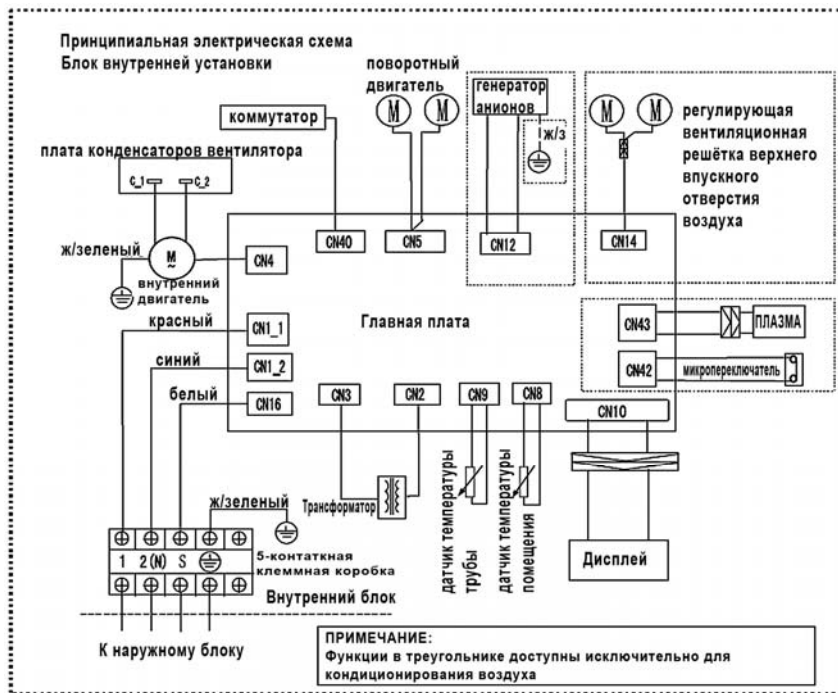 Принципиальная электрическая схема
Блок внутренней установки
поворотный
двигатель
M
M
генератор
анионов
ж/з
M
M
регулирующая
вентиляционная
решётка верхнего
впускного
отверстия
воздуха
коммутатор
плата конденсаторов вентилятора
C_1
C_2
ж/зеленый
M
~
внутренний
двигатель
CN4
CN40
CN5
CN12
CN14
красный
CN1_1
синий
CN1_2
белый
CN16
Главная плата
CN43
ПЛАЗМА
CN42
микропереключатель
CN3
CN2
CN9
CN8
CN10
Трансформатор
датчик температуры
трубы
датчик температуры
помещения
Дисплей
ж/зеленый
1
2(N)
S
5-контаткная
клеммная коробка
Внутренний блок
К наружному блоку
ПРИМЕЧАНИЕ:
Функции в треугольнике доступны исключительно для
кондиционирования воздуха